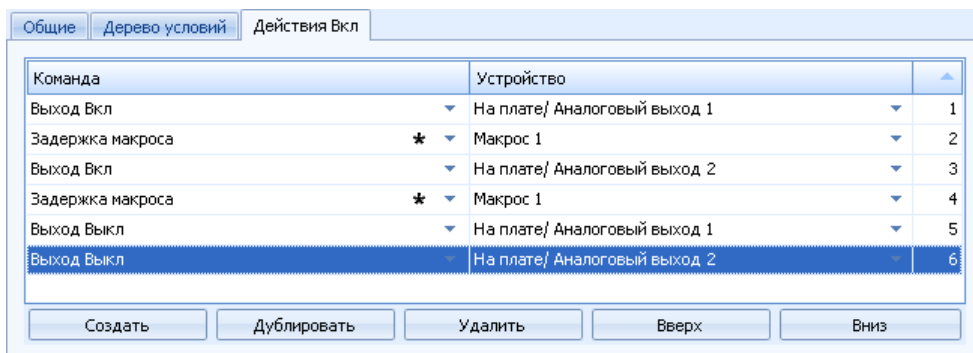 Общие Дерево условий Действия Вкл
Команда Устройство
Выход Вкл На плате/ Аналоговый выход 1 1
Задержка макроса * Макрос 1 2
Выход Вкл На плате/ Аналоговый выход 2 3
Задержка макроса * Макрос 1 4
Выход Выкл На плате/ Аналоговый выход 1 5
Выход Выкл На плате/ Аналоговый выход 2 6
Создать Дублировать Удалить Вверх Вниз